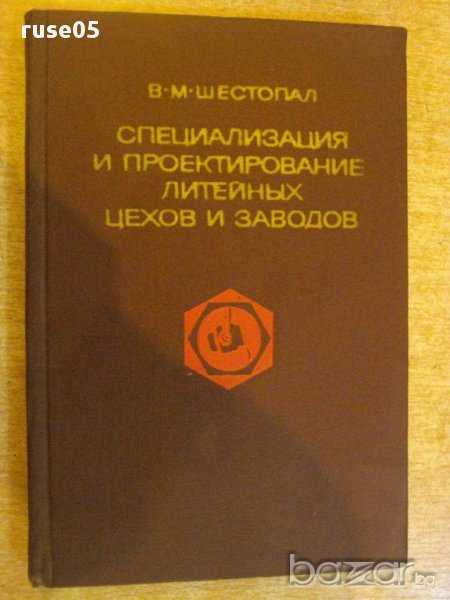 ruse05
В·М·ШЕСТОПАЛ
СПЕЦИАЛИЗАЦИЯ
И ПРОЕКТИРОВАНИЕ
ЛИТЕЙНЫХ
ЦЕХОВ И ЗАВОДОВ
bazar.bg